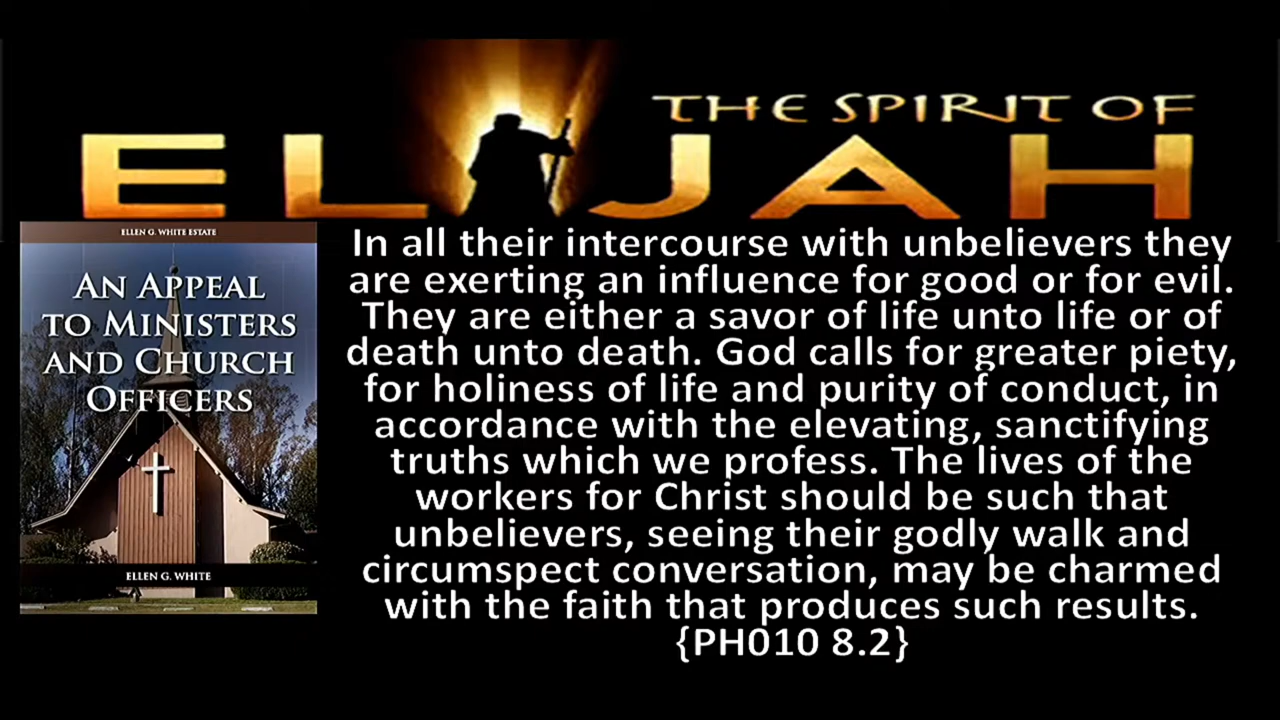 THE SPIRIT OF
ELIJAH
ELLEN G. WHITE ESTATE
AN APPEAL
TO MINISTERS
AND CHURCH
OFFICERS
ELLEN G. WHITE
In all their intercourse with unbelievers they
are exerting an influence for good or for evil.
They are either a savor of life unto life or of
death unto death. God calls for greater piety,
for holiness of life and purity of conduct, in
accordance with the elevating, sanctifying
truths which we profess. The lives of the
workers for Christ should be such that
unbelievers, seeing their godly walk and
circumspect conversation, may be charmed
with the faith that produces such results.
{PH010 8.2}